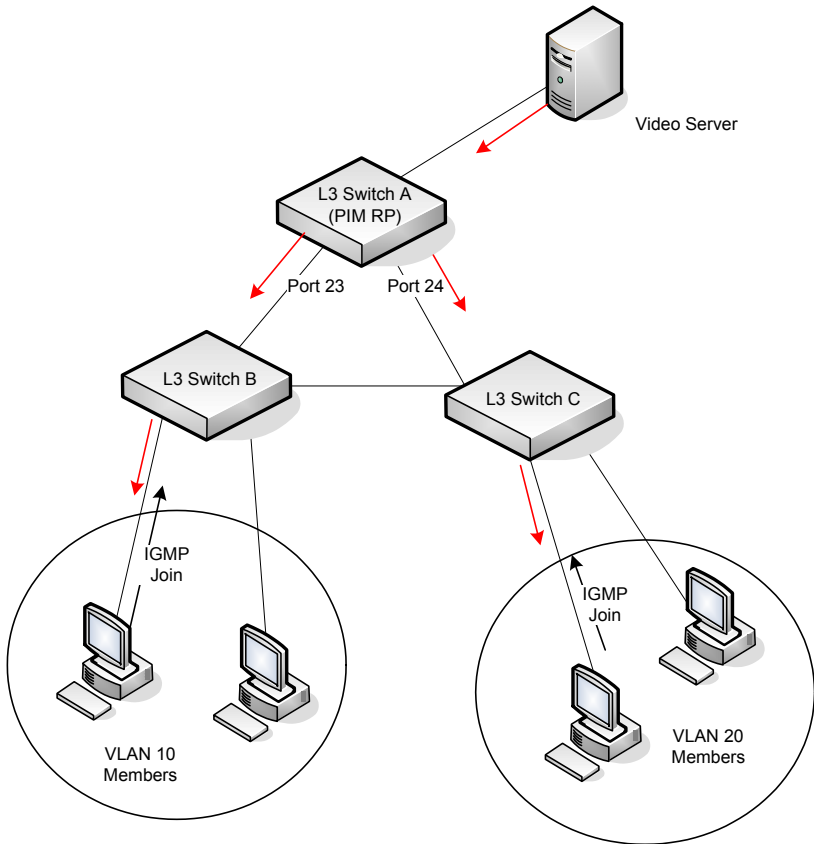 Video Server
L3 Switch A
(PIM RP)
Port 23
Port 24
L3 Switch B
L3 Switch C
IGMP
Join
IGMP
Join
VLAN 10
Members
VLAN 20
Members